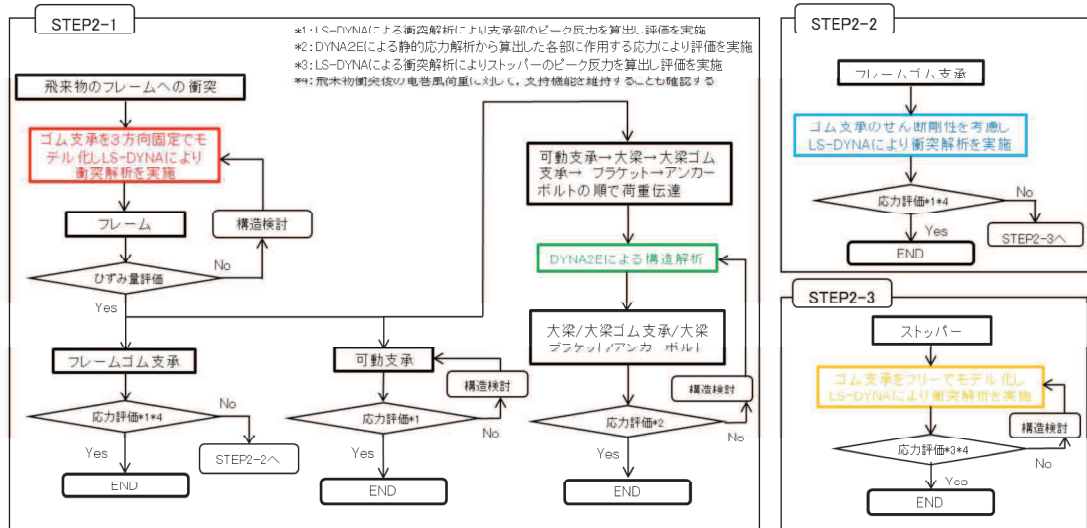 STEP2-1
*1:LS-DYNAによる衝突解析により支承部のピーク反力を算出し評価を実施
*2:DYNA2Eによる静的応力解析から算出した各部に作用する応力により評価を実施
*3:LS-DYNAによる衝突解析によりストッパーのピーク反力を算出し評価を実施
*4:飛来物衝突後の竜巻風荷重に対して、支持機能を維持することも確認する
飛来物のフレームへの衝突
ゴム支承を3方向固定でモ
デル化しLS-DYNAにより
衝突解析を実施
フレーム
構造検討
ひずみ量評価
No
Yes
フレームゴム支承
応力評価*1*4
No
Yes
STEP2-2へ
END
可動支承
構造検討
応力評価*1
No
Yes
END
可動支承→大梁→大梁ゴム
支承→ ブラケット→アンカー
ボルトの順で荷重伝達
DYNA2Eによる構造解析
大梁/大梁ゴム支承/大梁
ブラケット/アンカーボルト
構造検討
応力評価*2
No
Yes
END
STEP2-2
フレームゴム支承
ゴム支承のせん断剛性を考慮し
LS-DYNAにより衝突解析を実施
応力評価*1*4
No
Yes
STEP2-3へ
END
STEP2-3
ストッパー
ゴム支承をフリーでモデル化し
LS-DYNAにより衝突解析を実施
構造検討
応力評価*3*4
No
Yes
END